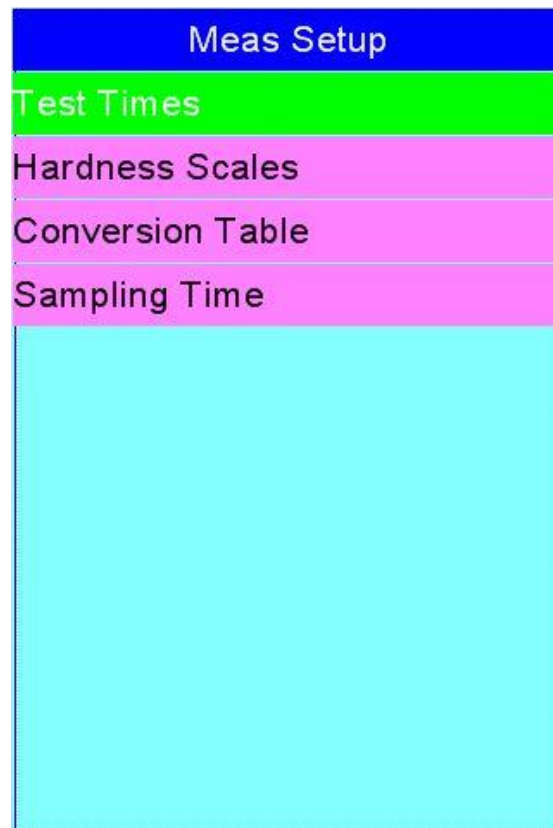 Meas Setup
Test Times
Hardness Scales
Conversion Table
Sampling Time